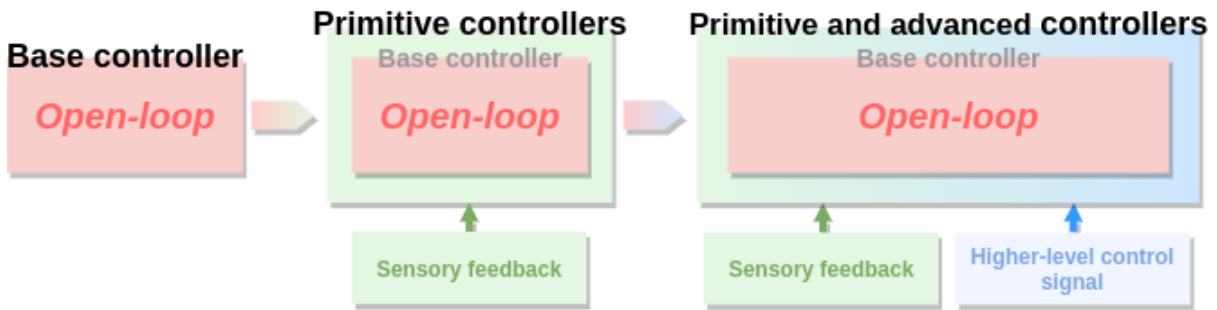 Base controller
Open-loop
Primitive controllers
Base controller
Open-loop
Sensory feedback
Primitive and advanced controllers
Base controller
Open-loop
Sensory feedback
Higher-level control
signal